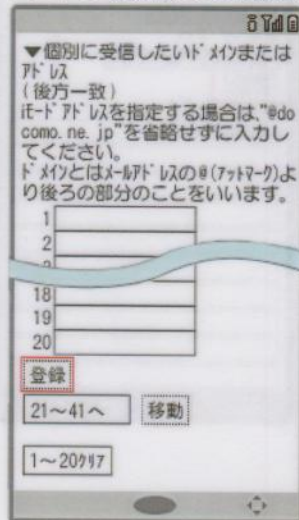 ▼個別に受信したいﾄﾞﾒｲﾝまたは
ｱﾄﾞﾚｽ
(後方一致)
iﾓｰﾄﾞｱﾄﾞﾚｽを指定する場合は､"@do
como.ne.jp"を省略せずに入力し
てください。
ﾄﾞﾒｲﾝとはﾒｰﾙｱﾄﾞﾚｽの@(ｱｯﾄﾏｰｸ)よ
り後ろの部分のことをいいます。
1
2
18
19
20
登録
21～41へ 移動
1～20ｸﾘｱ